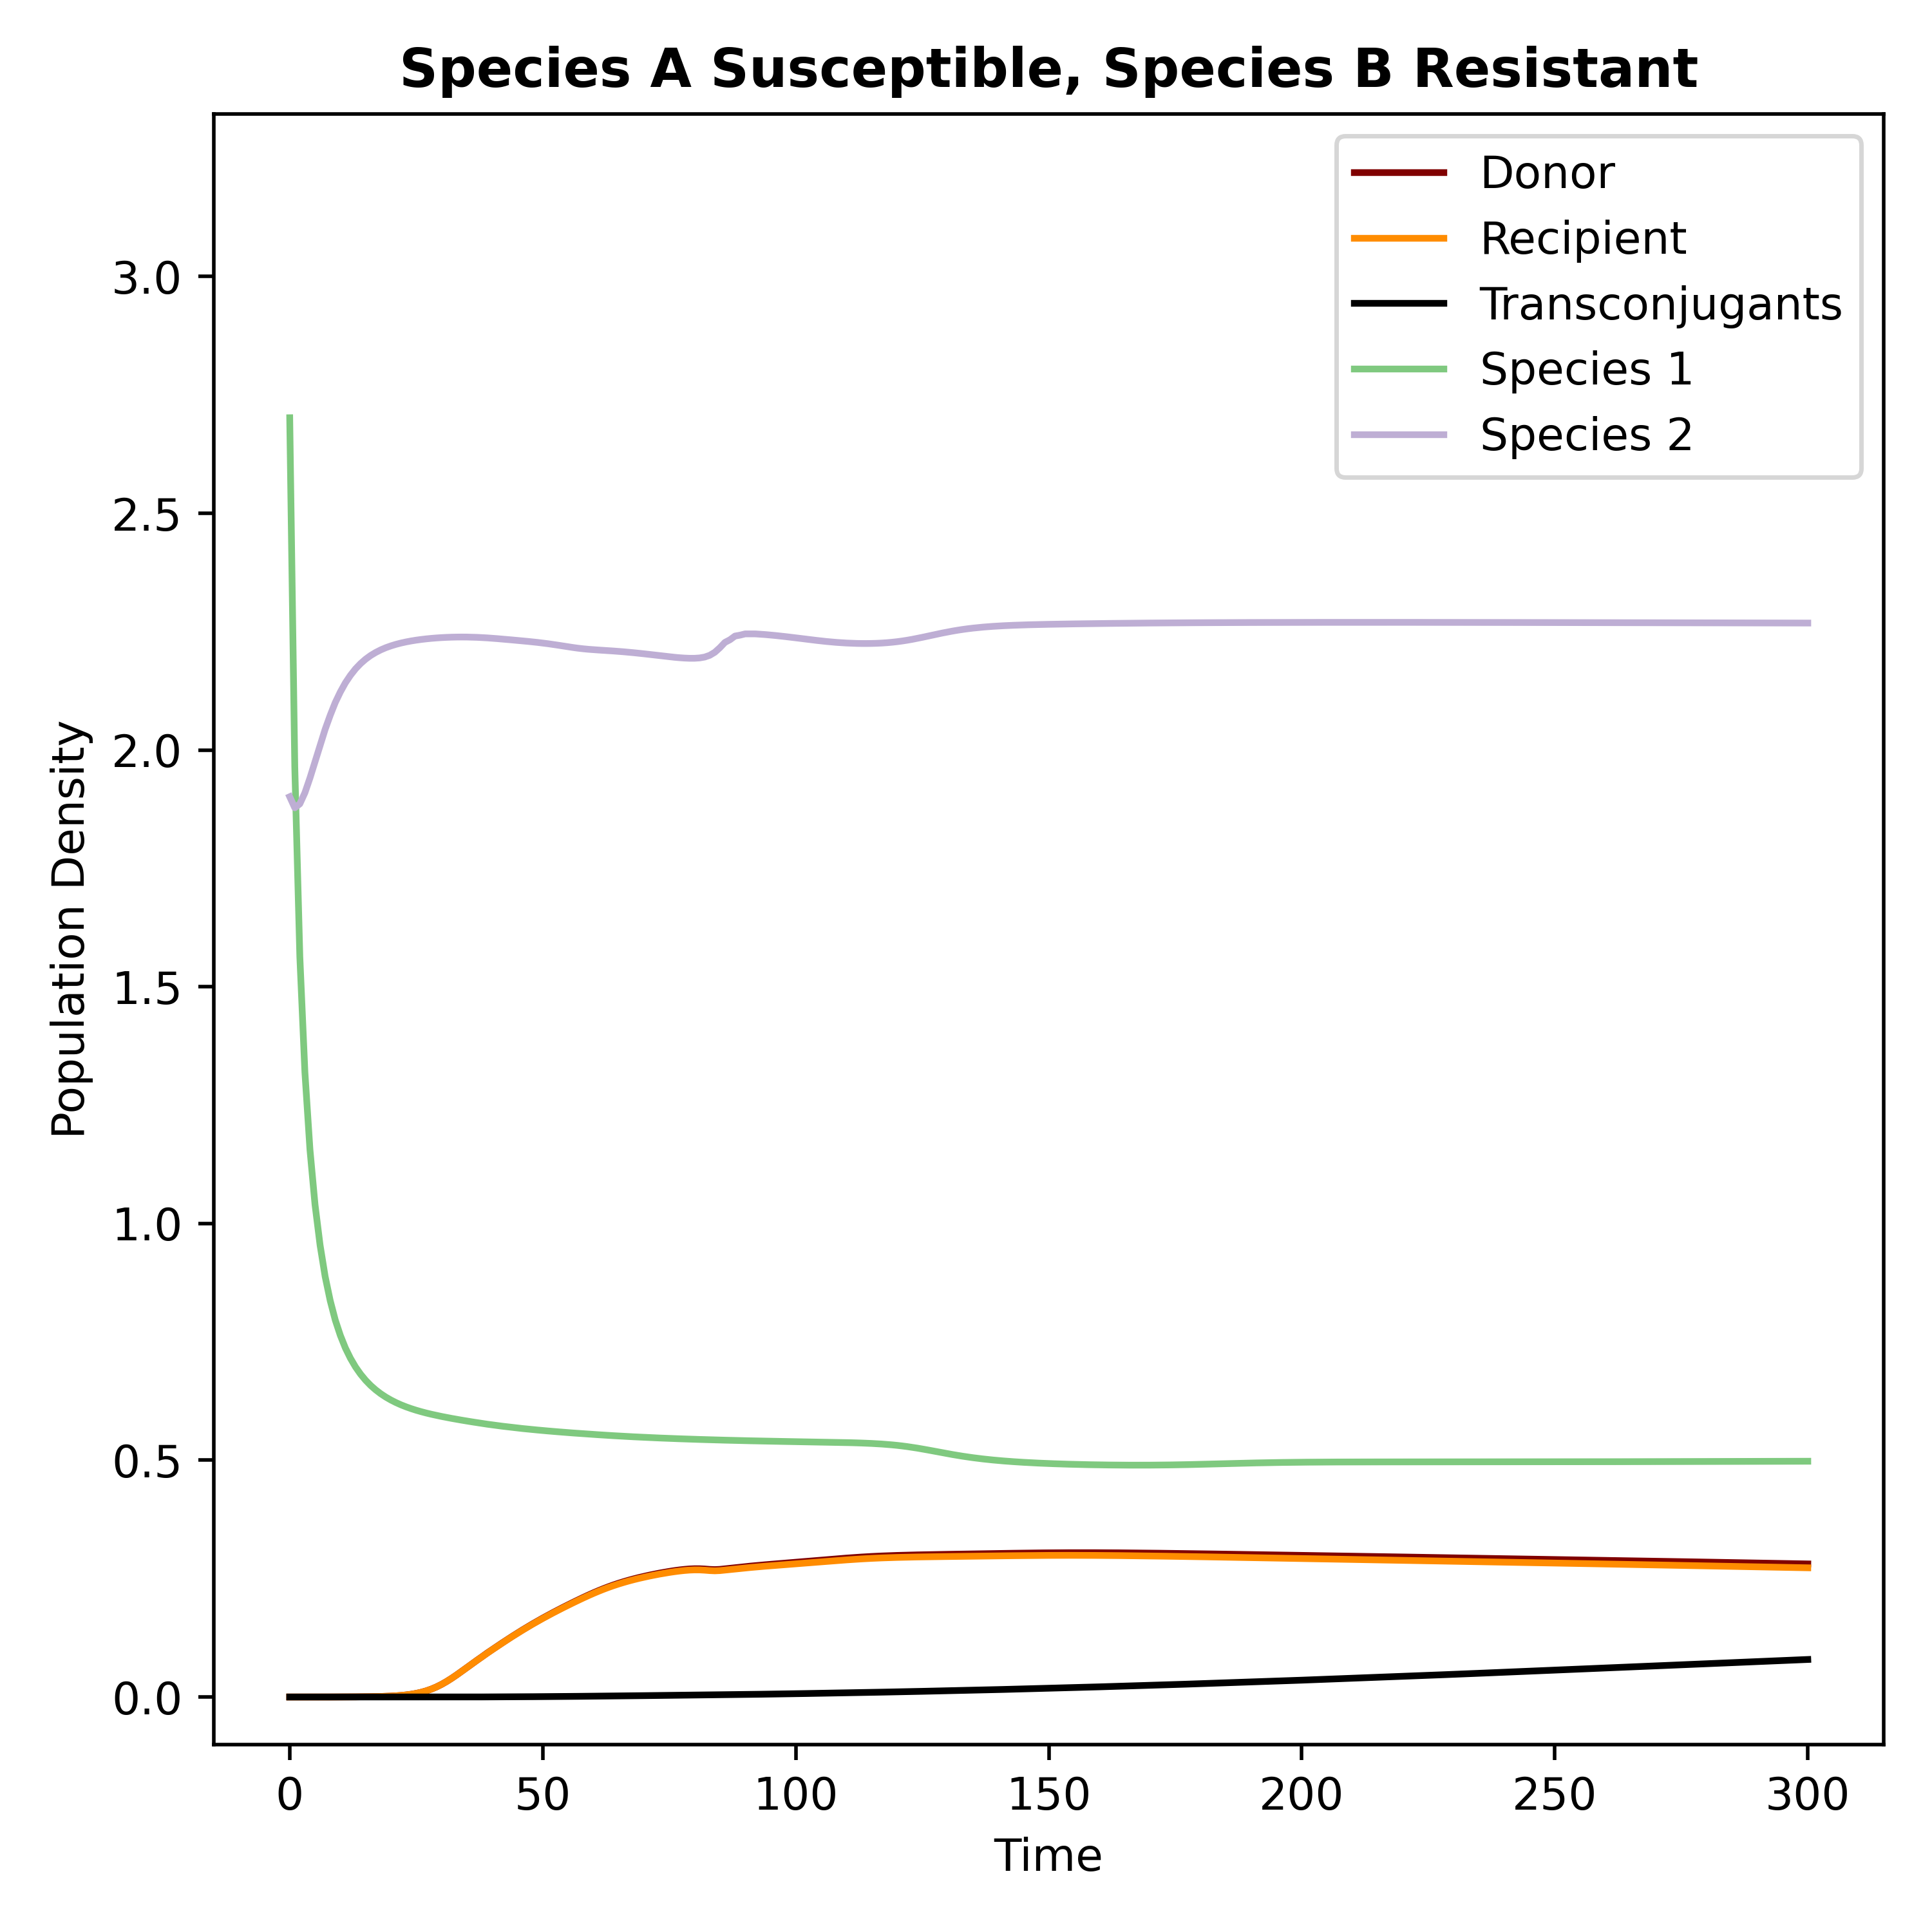 Species A Susceptible, Species B Resistant
Donor
Recipient
Transconjugants
Species 1
Species 2
3.0
2.5
2.0
1.5
1.0
0.5
0.0
Population Density
0 50 100 150 200 250 300
Time